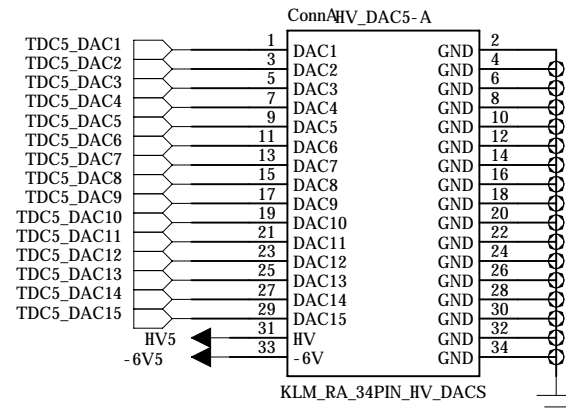 ConnA HV_DAC5-A
TDC5_DAC1 1 DAC1 GND 2
TDC5_DAC2 3 DAC2 GND 4
TDC5_DAC3 5 DAC3 GND 6
TDC5_DAC4 7 DAC4 GND 8
TDC5_DAC5 9 DAC5 GND 10
TDC5_DAC6 11 DAC6 GND 12
TDC5_DAC7 13 DAC7 GND 14
TDC5_DAC8 15 DAC8 GND 16
TDC5_DAC9 17 DAC9 GND 18
TDC5_DAC10 19 DAC10 GND 20
TDC5_DAC11 21 DAC11 GND 22
TDC5_DAC12 23 DAC12 GND 24
TDC5_DAC13 25 DAC13 GND 26
TDC5_DAC14 27 DAC14 GND 28
TDC5_DAC15 29 DAC15 GND 30
HV5 31 HV GND 32
-6V5 33 -6V GND 34
KLM_RA_34PIN_HV_DACS